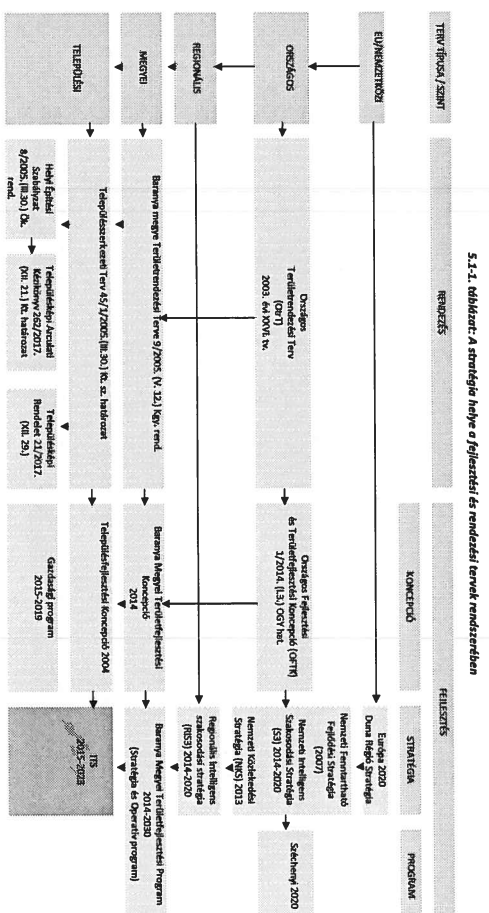 5.1-1. táblázat: A stratégia helye a fejlesztési és rendezési tervek rendszerében
TERV TÍPUSA / SZINT
RENDEZÉS
FEJLESZTÉS
KONCEPCIÓ
STRATÉGIA
PROGRAM
EU/NEMZETKÖZI
Európa 2020
Duna Régió Stratégia
ORSZÁGOS
Országos
Területrendezési Terv
(OtrT)
2003. évi XXVI. tv.
Országos Fejlesztési
és Területfejlesztési Koncepció (OFTK)
1/2014. (I.3.) OGY hat.
Nemzeti Fenntartható
Fejlődési Stratégia
(2007)
Nemzeti Intelligens
Szakosodási Stratégia
(S3) 2014-2020
Nemzeti Közlekedési
Stratégia (NKS) 2013
Széchenyi 2020
REGIONÁLIS
Regionális Intelligens
szakosodási stratégia
(RIS3) 2014-2020
MEGYEI
Baranya megye Területrendezési Terve 9/2005. (V. 12.) Kgy. rend.
Baranya Megyei Területfejlesztési
Koncepció
2014
Baranya Megyei Területfejlesztési Program
2014-2030
(Stratégia és Operatív program)
TELEPÜLÉSI
Településszerkezeti Terv 45/1/2005.(III.30.) Kt. sz. határozat
Településfejlesztési Koncepció 2004
ITS
2015-2023
Helyi Építési
Szabályzat
8/2005.(III.30.) Ök.
rend.
Településképi Arculati
Kézikönyv 262/2017.
(XII. 21.) Kt. határozat
Településképi
Rendelet 21/2017.
(XII. 29.)
Gazdasági program
2015-2019